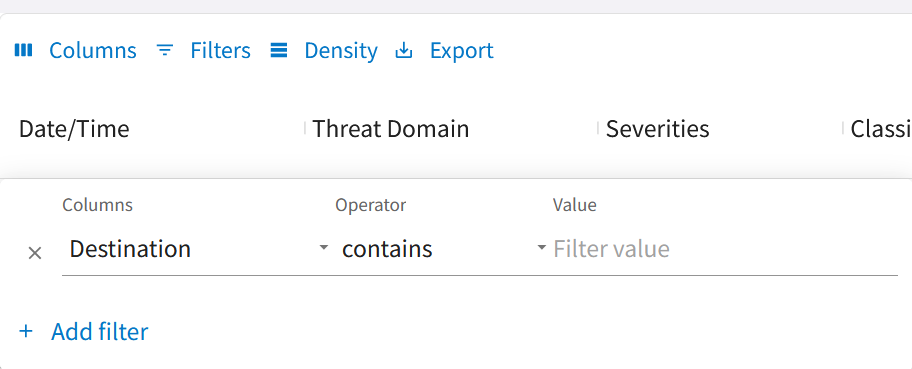 Columns Filters Density Export
Date/Time Threat Domain Severities Classi
Columns Operator Value
Destination contains Filter value
Add filter